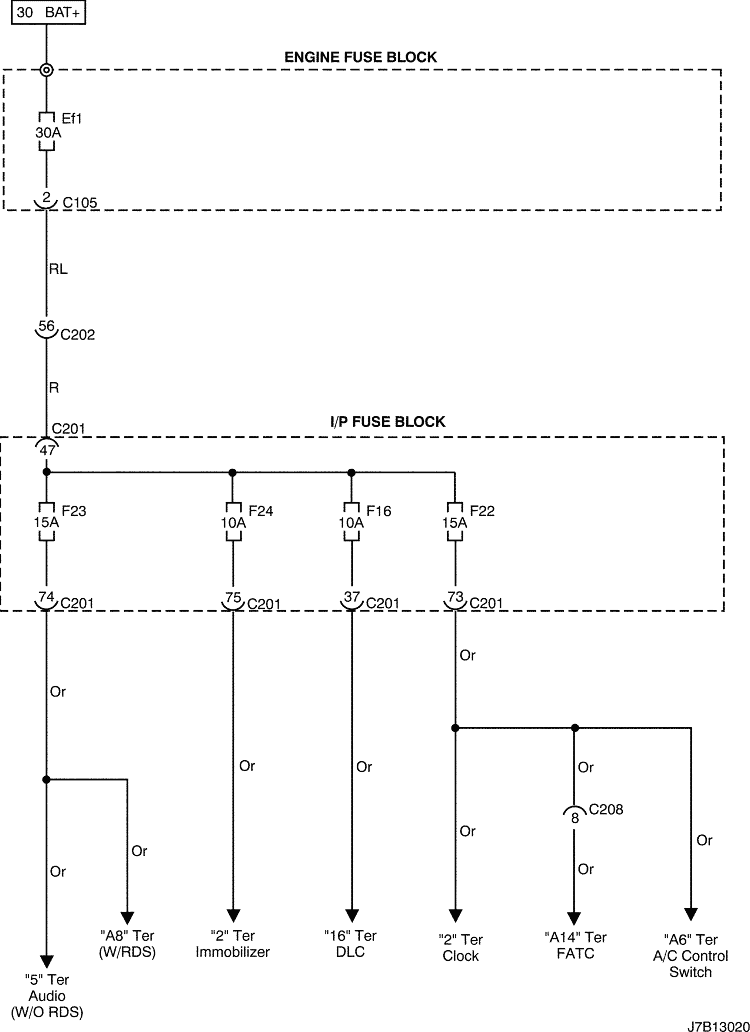 30 BAT+
ENGINE FUSE BLOCK
Ef1
30A
2
C105
RL
56
C202
R
C201
I/P FUSE BLOCK
47
F23
15A
F24
10A
F16
10A
F22
15A
74
C201
75
C201
37
C201
73
C201
Or
Or
Or
Or
Or
C208
8
Or
Or
Or
Or
Or
Or
"A8" Ter
(W/RDS)
"2" Ter
Immobilizer
"16" Ter
DLC
"2" Ter
Clock
"A14" Ter
FATC
"A6" Ter
A/C Control
Switch
"5" Ter
Audio
(W/O RDS)
J7B13020